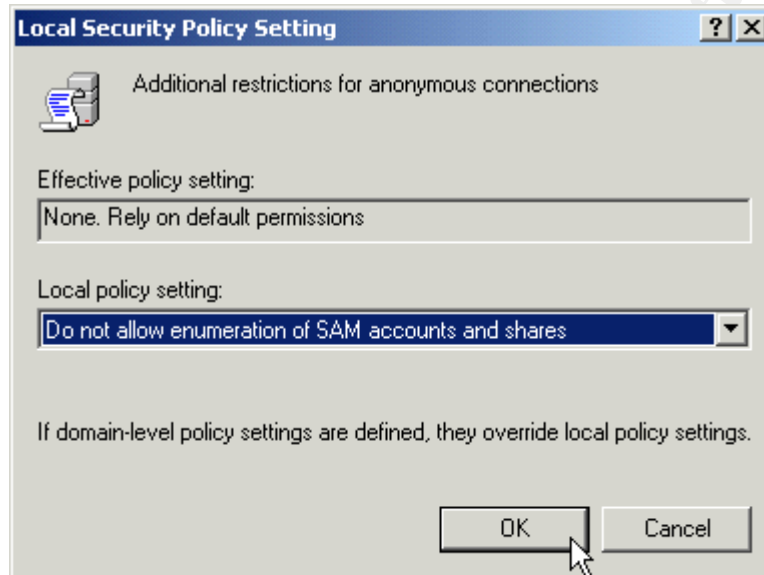 Local Security Policy Setting
Additional restrictions for anonymous connections
Effective policy setting:
None. Rely on default permissions
Local policy setting:
Do not allow enumeration of SAM accounts and shares
If domain-level policy settings are defined, they override local policy settings.
OK Cancel